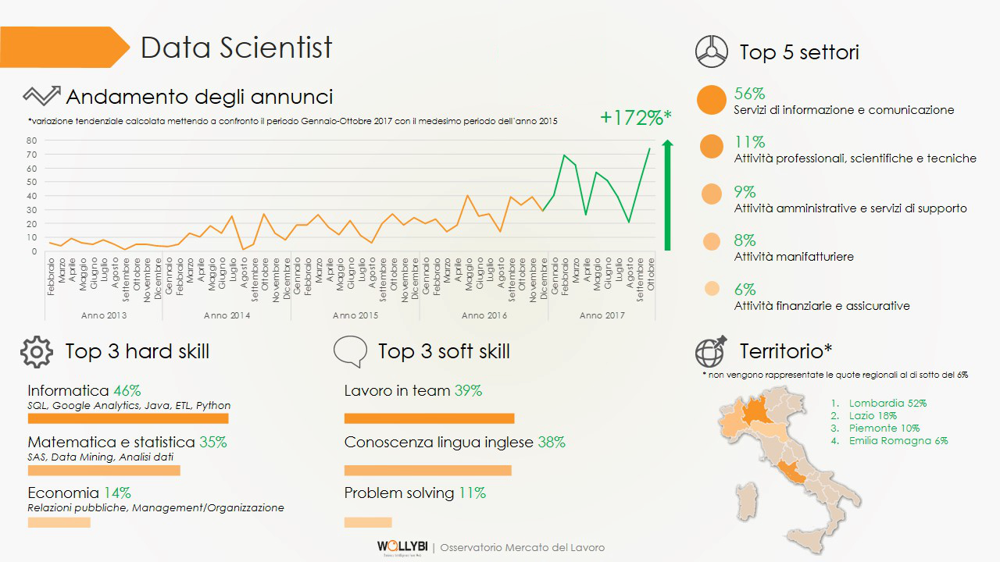 Data Scientist
Andamento degli annunci
*variazione tendenziale calcolata mettendo a confronto il periodo Gennaio-Ottobre 2017 con il medesimo periodo dell'anno 2015
+172%*
80
70
60
50
40
30
20
10
0
Febbraio Marzo Aprile Maggio Giugno Luglio Agosto Settembre Ottobre Novembre Dicembre Gennaio Febbraio Marzo Aprile Maggio Giugno Luglio Agosto Settembre Ottobre Novembre Dicembre Gennaio Febbraio Marzo Aprile Maggio Giugno Luglio Agosto Settembre Ottobre Novembre Dicembre Gennaio Febbraio Marzo Aprile Maggio Giugno Luglio Agosto Settembre Ottobre Novembre Dicembre Gennaio Febbraio Marzo Aprile Maggio Giugno Luglio Agosto Settembre Ottobre
Anno 2013 Anno 2014 Anno 2015 Anno 2016 Anno 2017
Top 5 settori
56%
Servizi di informazione e comunicazione
11%
Attività professionali, scientifiche e tecniche
9%
Attività amministrative e servizi di supporto
8%
Attività manifatturiere
6%
Attività finanziarie e assicurative
Top 3 hard skill
Informatica 46%
SQL, Google Analytics, Java, ETL, Python
Matematica e statistica 35%
SAS, Data Mining, Analisi dati
Economia 14%
Relazioni pubbliche, Management/Organizzazione
Top 3 soft skill
Lavoro in team 39%
Conoscenza lingua inglese 38%
Problem solving 11%
Territorio*
* non vengono rappresentate le quote regionali al di sotto del 6%
1. Lombardia 52%
2. Lazio 18%
3. Piemonte 10%
4. Emilia Romagna 6%
WOLLYBI | Osservatorio Mercato del Lavoro